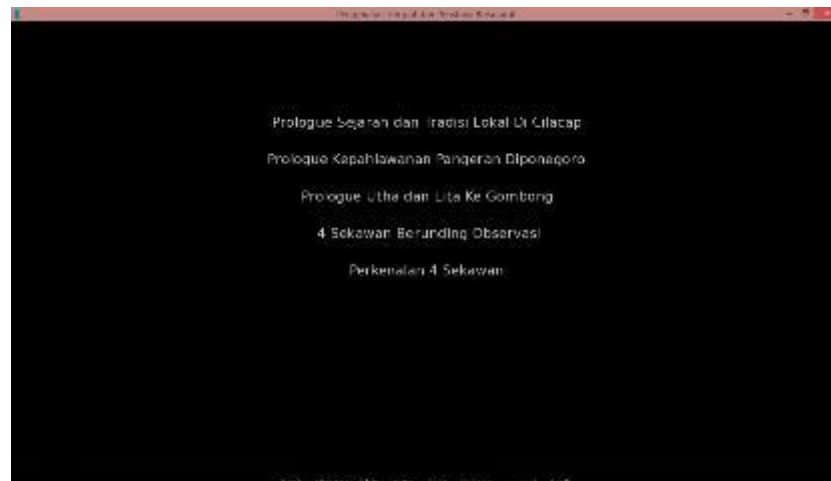 Prologue Sejarah dan Tradisi Lokal Di Cilacap
Prologue Kepahlawanan Pangeran Diponegoro
Prologue Utha dan Lita Ke Gombong
4 Sekawan Berunding Observasi
Perkenalan 4 Sekawan